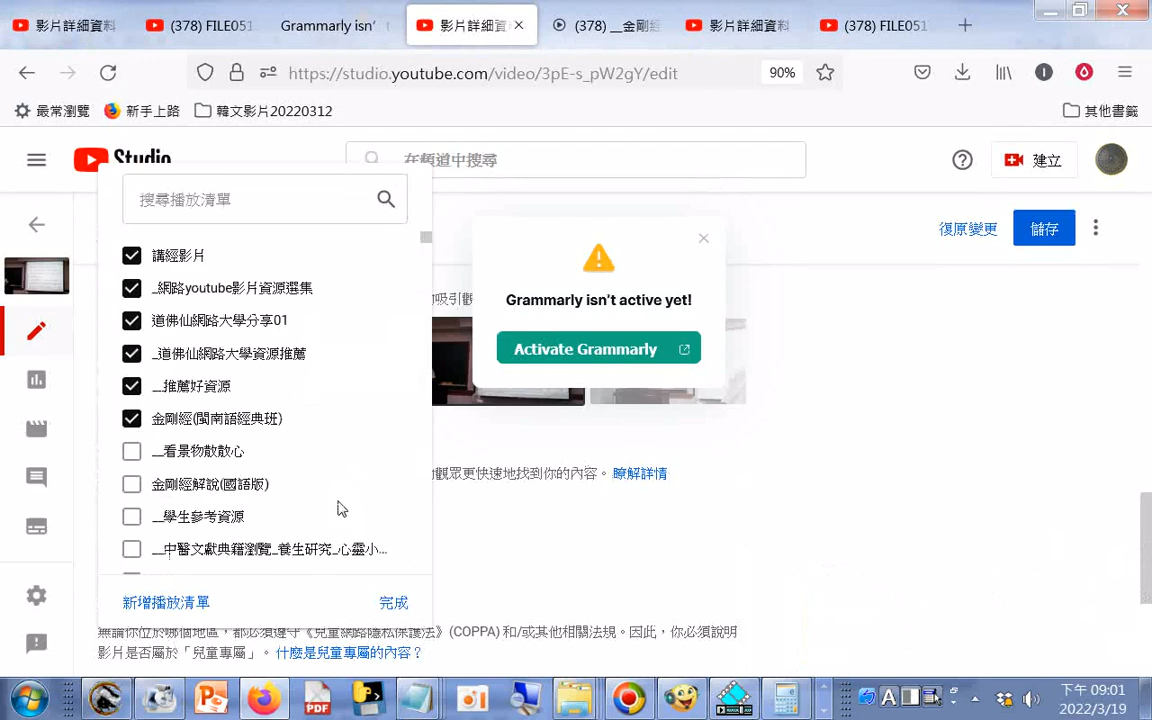 影片詳細資料
(378) FILE051
Grammarly isn'
影片詳細資
(378) __金剛經
影片詳細資料
(378) FILE051
https://studio.youtube.com/video/3pE-s_pW2gY/edit
90%
最常瀏覽
新手上路
韓文影片20220312
其他書籤
Studio
在頻道中搜尋
建立
搜尋播放清單
復原變更
儲存
講經影片
_網路youtube影片資源選集
Grammarly isn't active yet!
道佛仙網路大學分享01
Activate Grammarly
_道佛仙網路大學資源推薦
__推薦好資源
金剛經(閩南語經典班)
__看景物散散心
觀眾更快速地找到你的內容。 瞭解詳情
金剛經解說(國語版)
__學生參考資源
__中醫文獻典籍瀏覽_養生研究_心靈小...
新增播放清單
完成
無論你位於哪個地區，都必須遵守《兒童網路隱私保護法》(COPPA) 和/或其他相關法規。因此，你必須說明
影片是否屬於「兒童專屬」。 什麼是兒童專屬的內容？
PDF
下午 09:01
2022/3/19